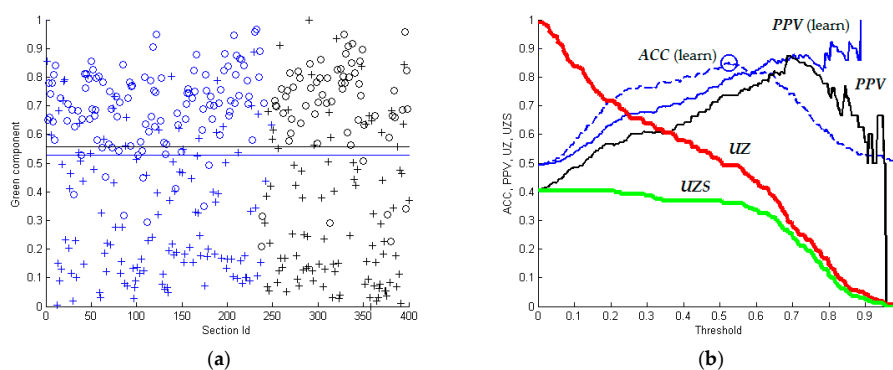 1
0.9
0.8
0.7
0.6
0.5
0.4
0.3
0.2
0.1
0
Green component
0 50 100 150 200 250 300 350 400
Section Id
(a)
1
0.9
0.8
0.7
0.6
0.5
0.4
0.3
0.2
0.1
0
ACC, PPV, UZ, UZS
PPV (learn)
ACC (learn)
PPV
UZ
UZS
0 0.1 0.2 0.3 0.4 0.5 0.6 0.7 0.8 0.9
Threshold
(b)